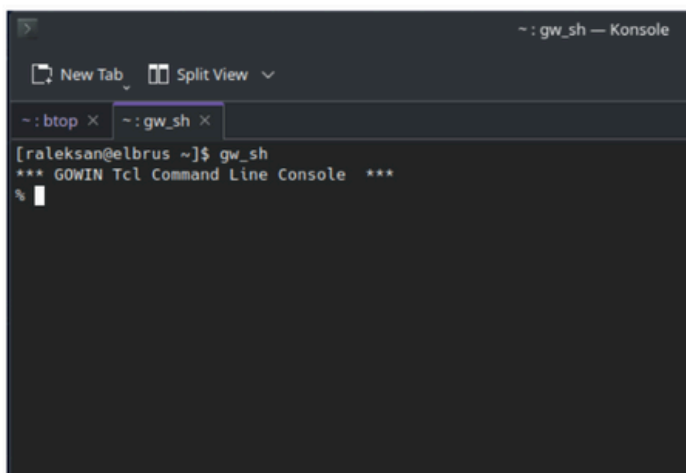 ~ : gw_sh — Konsole
New Tab Split View
~ : btop ~ : gw_sh
[raleksan@elbrus ~]$ gw_sh
*** GOWIN Tcl Command Line Console  ***
%